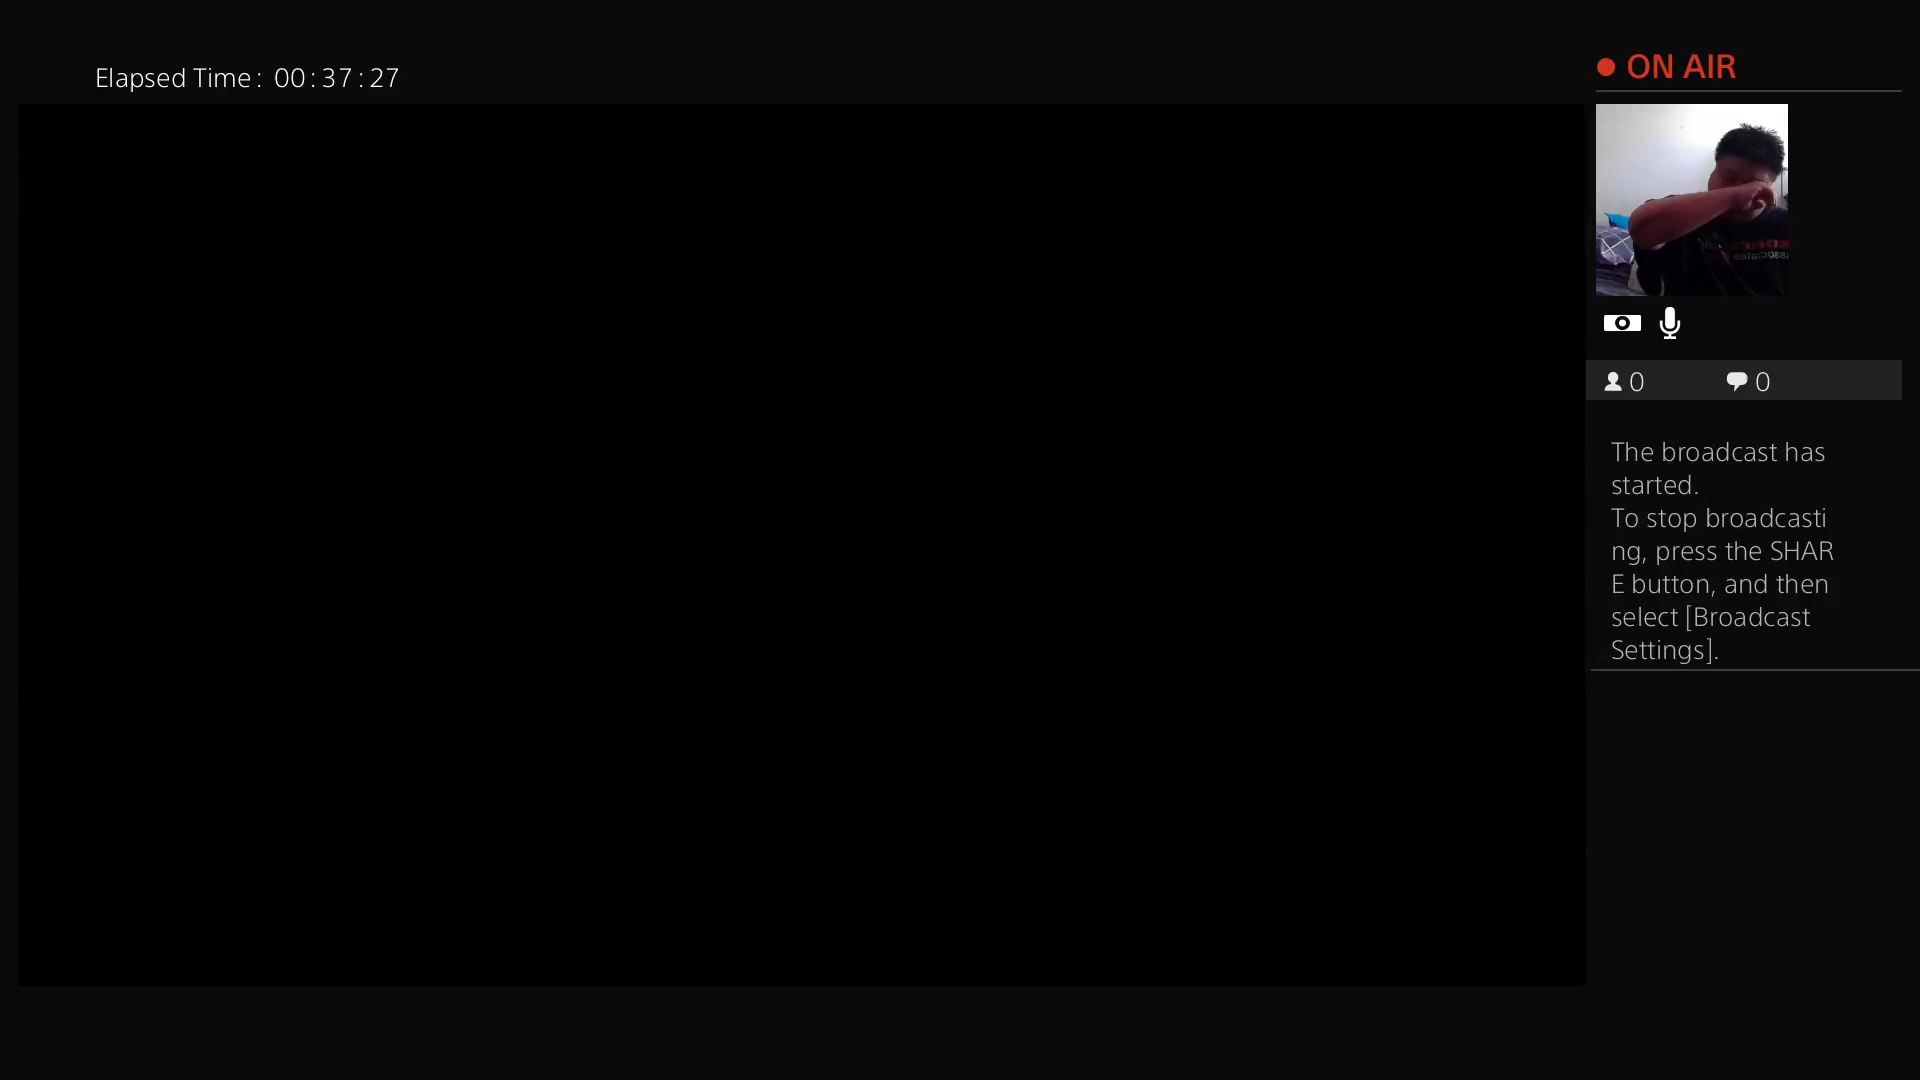 Elapsed Time: 00:37:27
ON AIR
0 0
The broadcast has
started.
To stop broadcasti
ng, press the SHAR
E button, and then
select [Broadcast
Settings].